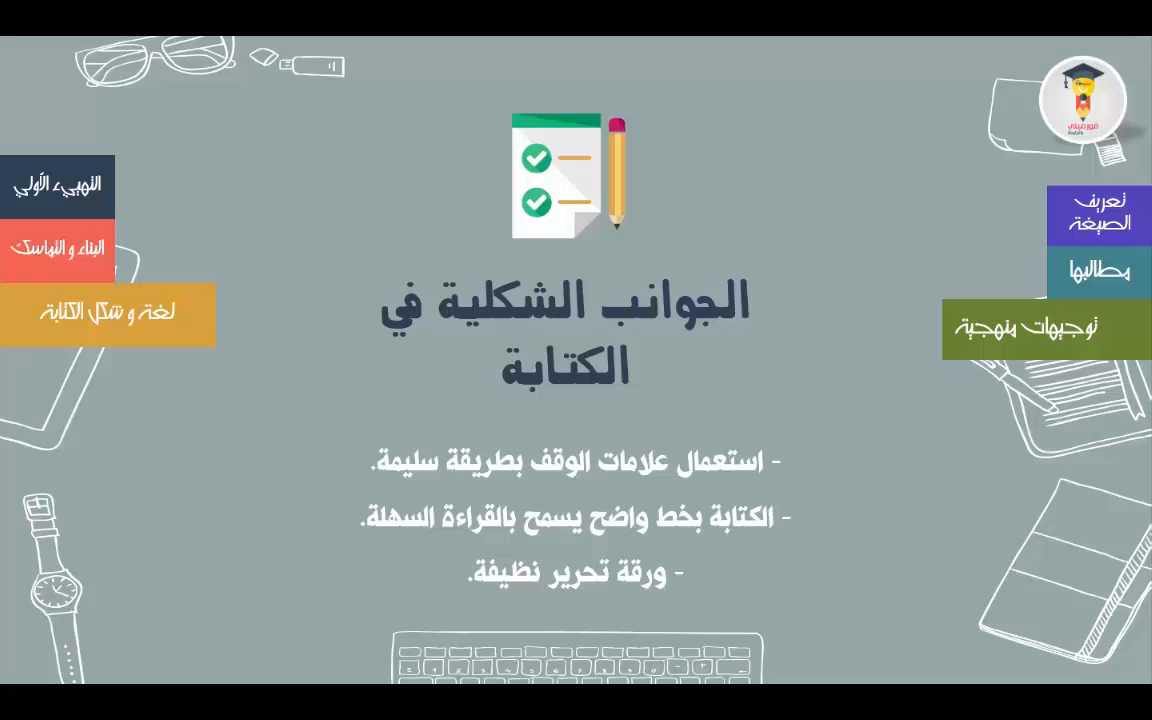 تعريف
الصيغة
مطالبها
توجيهات منهجية
التهييء الأولي
البناء و التماسك
لغة و شكل الكتابة
الجوانب الشكلية في
الكتابة
- استعمال علامات الوقف بطريقة سليمة.
- الكتابة بخط واضح يسمح بالقراءة السهلة.
- ورقة تحرير نظيفة.